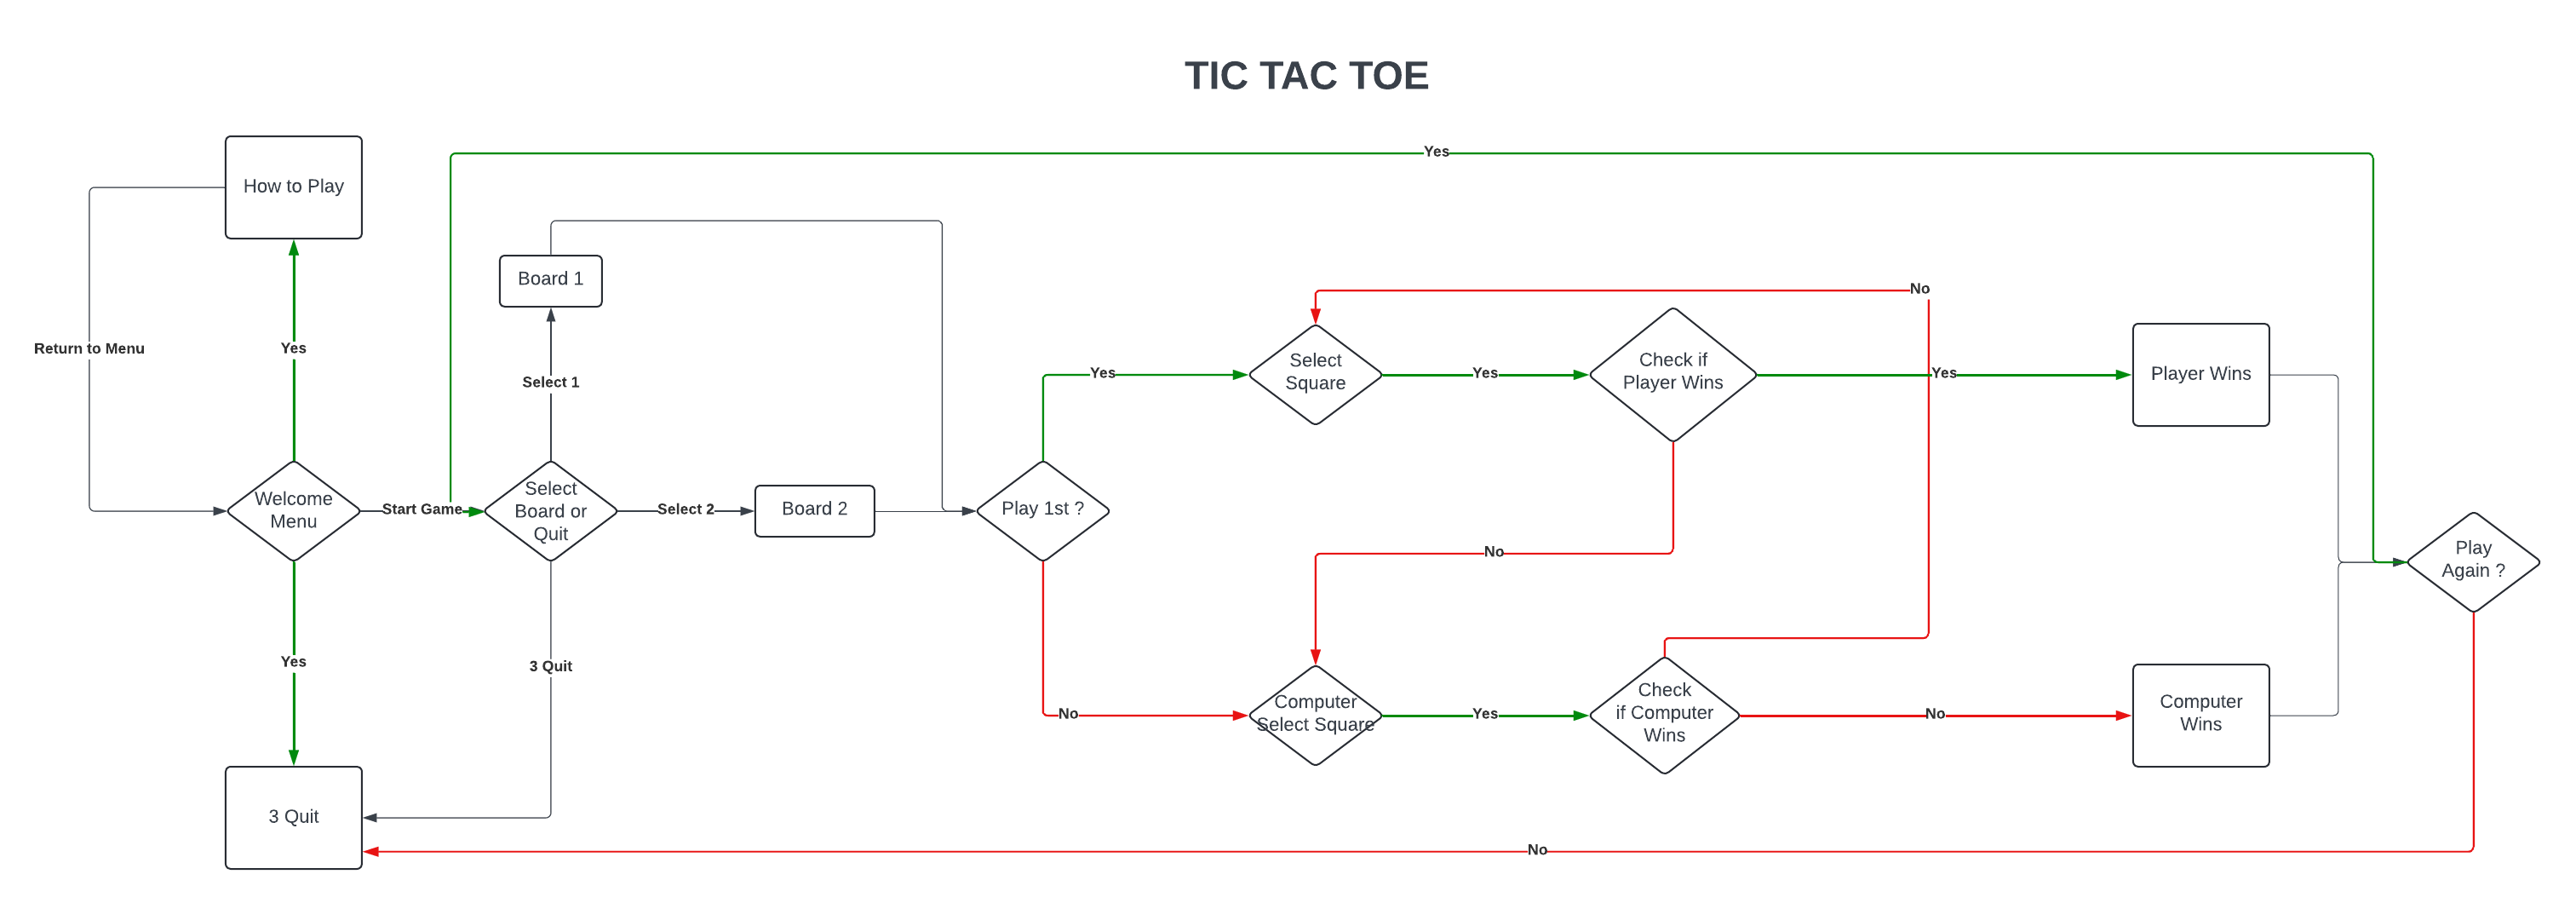 TIC TAC TOE
Yes
How to Play
Board 1
No
Return to Menu
Yes
Select 1
Yes
Select
Square
Yes
Check if
Player Wins
Yes
Player Wins
Welcome
Menu
Start Game
Select
Board or
Quit
Select 2
Board 2
Play 1st ?
No
Play
Again ?
Yes
3 Quit
No
Computer
Select Square
Yes
Check
if Computer
Wins
No
Computer
Wins
3 Quit
No